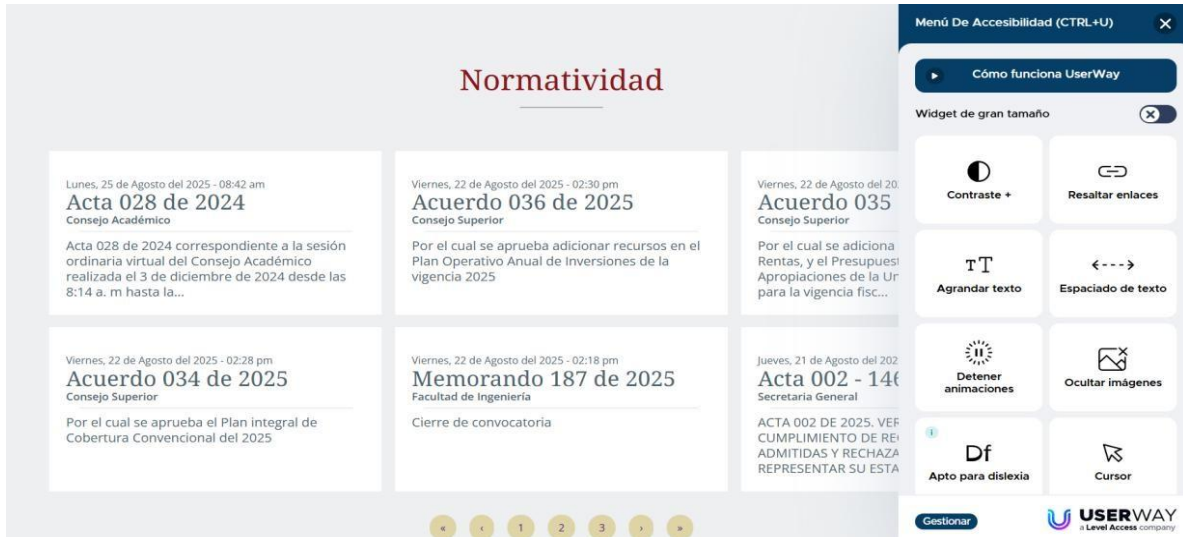 Normatividad
Lunes, 25 de Agosto del 2025 - 08:42 am
Acta 028 de 2024
Consejo Académico
Acta 028 de 2024 correspondiente a la sesión
ordinaria virtual del Consejo Académico
realizada el 3 de diciembre de 2024 desde las
8:14 a. m hasta la...
Viernes, 22 de Agosto del 2025 - 02:30 pm
Acuerdo 036 de 2025
Consejo Superior
Por el cual se aprueba adicionar recursos en el
Plan Operativo Anual de Inversiones de la
vigencia 2025
Viernes, 22 de Agosto del 20
Acuerdo 035
Consejo Superior
Por el cual se adiciona
Rentas, y el Presupuest
Apropiaciones de la Un
para la vigencia fisc...
Viernes, 22 de Agosto del 2025 - 02:28 pm
Acuerdo 034 de 2025
Consejo Superior
Por el cual se aprueba el Plan integral de
Cobertura Convencional del 2025
Viernes, 22 de Agosto del 2025 - 02:18 pm
Memorando 187 de 2025
Facultad de Ingeniería
Cierre de convocatoria
Jueves, 21 de Agosto del 202
Acta 002 - 146
Secretaria General
ACTA 002 DE 2025. VER
CUMPLIMIENTO DE RE
ADMITIDAS Y RECHAZA
REPRESENTAR SU ESTA
« ‹ 1 2 3 › »
Menú De Accesibilidad (CTRL+U)
Cómo funciona UserWay
Widget de gran tamaño
Contraste +
Resaltar enlaces
Agrandar texto
Espaciado de texto
Detener
animaciones
Ocultar imágenes
Df
Apto para dislexia
Cursor
Gestionar
USERWAY
a Level Access company